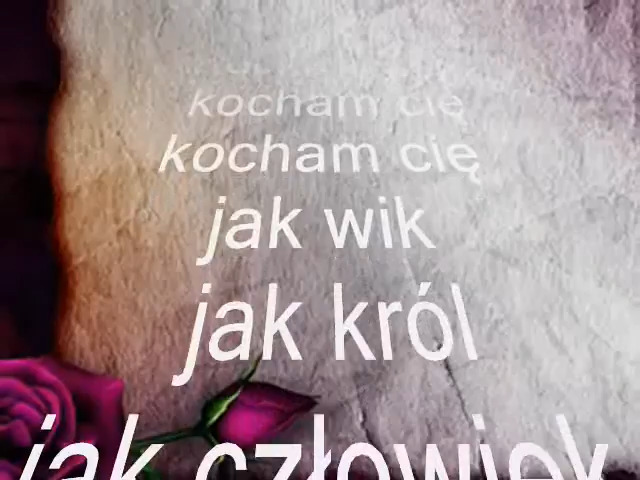 kocham cię
kocham cię
jak wik
jak król
jak człowiek